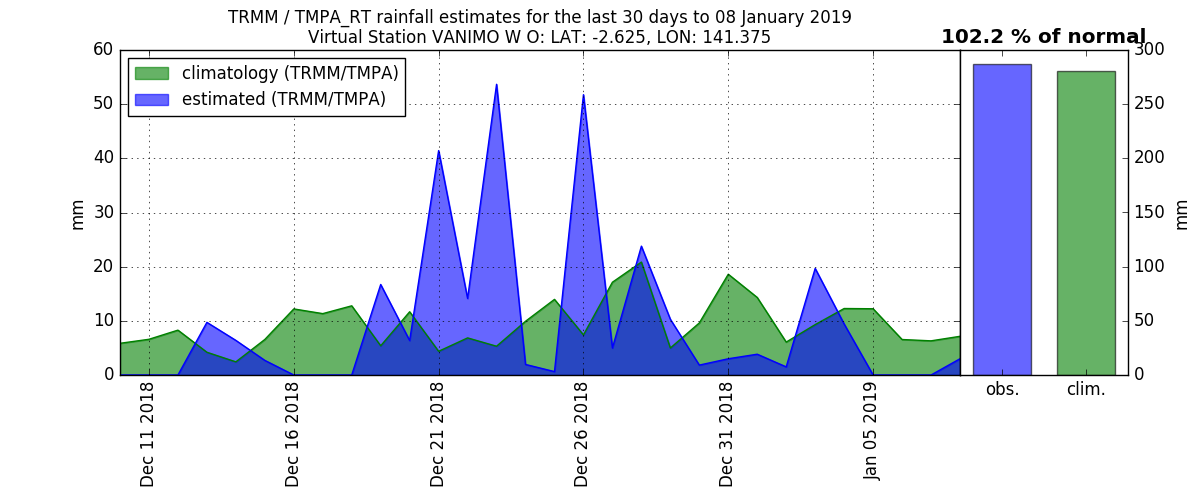 TRMM / TMPA_RT rainfall estimates for the last 30 days to 08 January 2019
Virtual Station VANIMO W O: LAT: -2.625, LON: 141.375
102.2 % of normal
climatology (TRMM/TMPA)
estimated (TRMM/TMPA)
mm
60
50
40
30
20
10
0
Dec 11 2018
Dec 16 2018
Dec 21 2018
Dec 26 2018
Dec 31 2018
Jan 05 2019
obs.
clim.
300
250
200
150
100
50
0
mm